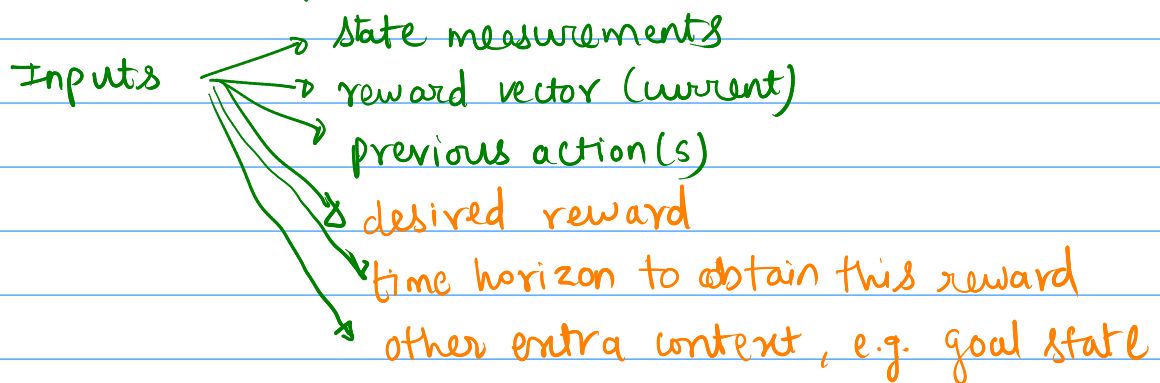 state measurements
Inputs
reward vector (current)
previous action(s)
desired reward
time horizon to obtain this reward
other extra context, e.g. goal state